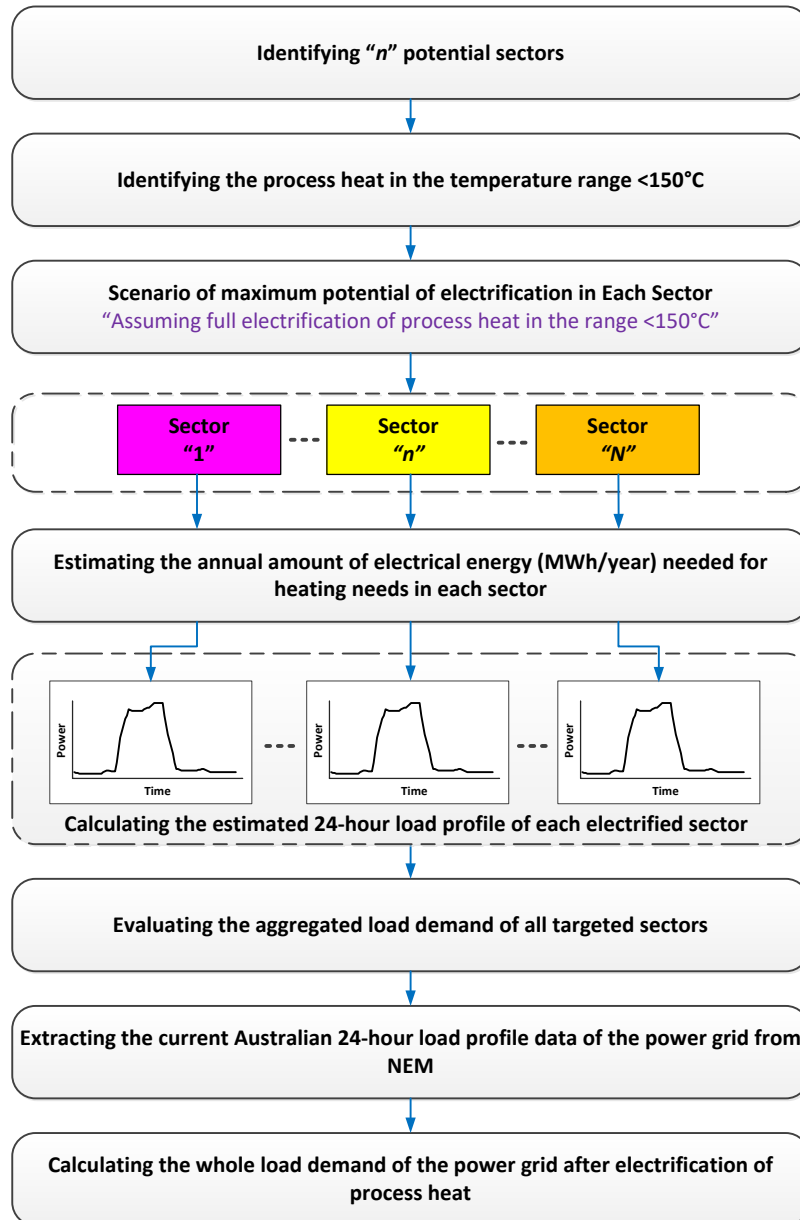 Identifying “n” potential sectors
Identifying the process heat in the temperature range <150°C
Scenario of maximum potential of electrification in Each Sector
“Assuming full electrification of process heat in the range <150°C”
Sector
“1”
Sector
“n”
Sector
“N”
Estimating the annual amount of electrical energy (MWh/year) needed for
heating needs in each sector
Power
Time
Power
Time
Power
Time
Calculating the estimated 24-hour load profile of each electrified sector
Evaluating the aggregated load demand of all targeted sectors
Extracting the current Australian 24-hour load profile data of the power grid from
NEM
Calculating the whole load demand of the power grid after electrification of
process heat